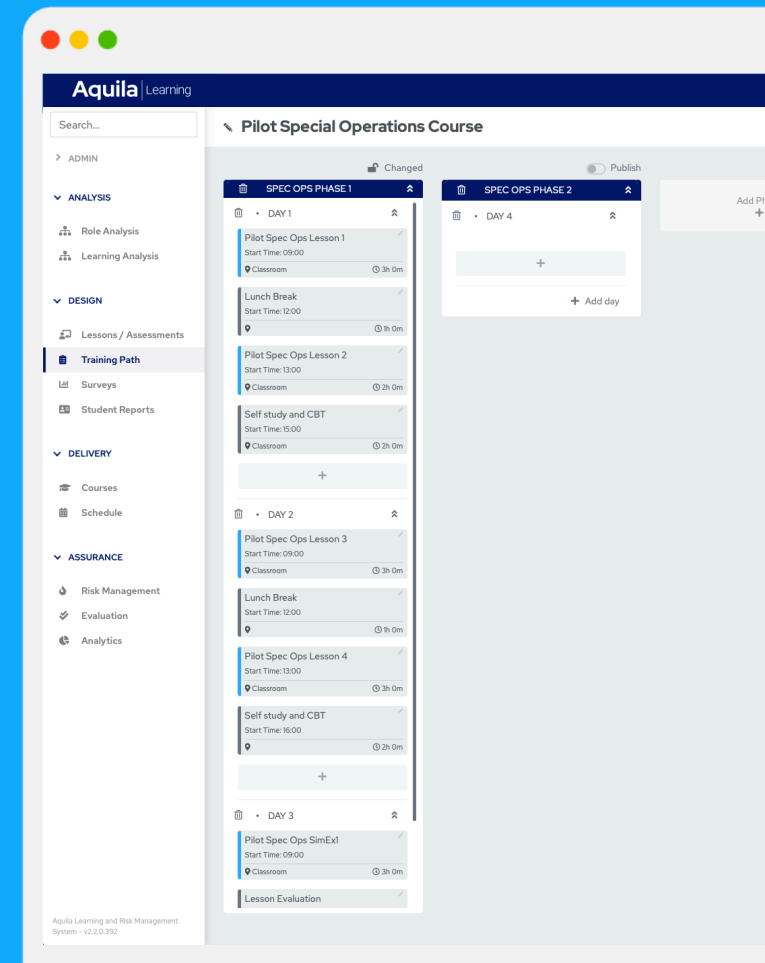 Aquila Learning
Search...
ADMIN
ANALYSIS
Role Analysis
Learning Analysis
DESIGN
Lessons / Assessments
Training Path
Surveys
Student Reports
DELIVERY
Courses
Schedule
ASSURANCE
Risk Management
Evaluation
Analytics
Aquila Learning and Risk Management
System - v2.2.0.392
Pilot Special Operations Course
Changed
SPEC OPS PHASE 1
• DAY 1
Pilot Spec Ops Lesson 1
Start Time: 09:00
Classroom 3h 0m
Lunch Break
Start Time: 12:00
1h 0m
Pilot Spec Ops Lesson 2
Start Time: 13:00
Classroom 2h 0m
Self study and CBT
Start Time: 15:00
Classroom 2h 0m
+
• DAY 2
Pilot Spec Ops Lesson 3
Start Time: 09:00
Classroom 3h 0m
Lunch Break
Start Time: 12:00
1h 0m
Pilot Spec Ops Lesson 4
Start Time: 13:00
Classroom 3h 0m
Self study and CBT
Start Time: 16:00
2h 0m
+
• DAY 3
Pilot Spec Ops SimEx1
Start Time: 09:00
Classroom 3h 0m
Lesson Evaluation
Publish
SPEC OPS PHASE 2
• DAY 4
+
+ Add day
Add Ph
+